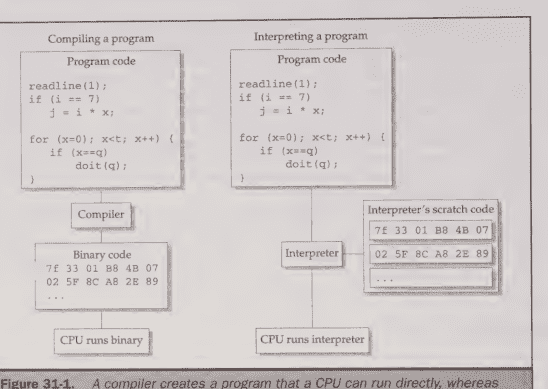 Compiling a program
Program code
readline(1);
if (i == 7)
j = i * x;
for (x=0); x<t; x++) {
if (x==q)
doit(q);
}
Compiler
Binary code
7f 33 01 B8 4B 07
02 5F 8C A8 2E 89
...
CPU runs binary
Interpreting a program
Program code
readline(1);
if (i == 7)
j = i * x;
for (x=0); x<t; x++) {
if (x==q)
doit(q);
}
Interpreter
Interpreter's scratch code
7f 33 01 B8 4B 07
02 5F 8C A8 2E 89
...
CPU runs interpreter
Figure 31-1. A compiler creates a program that a CPU can run directly, whereas